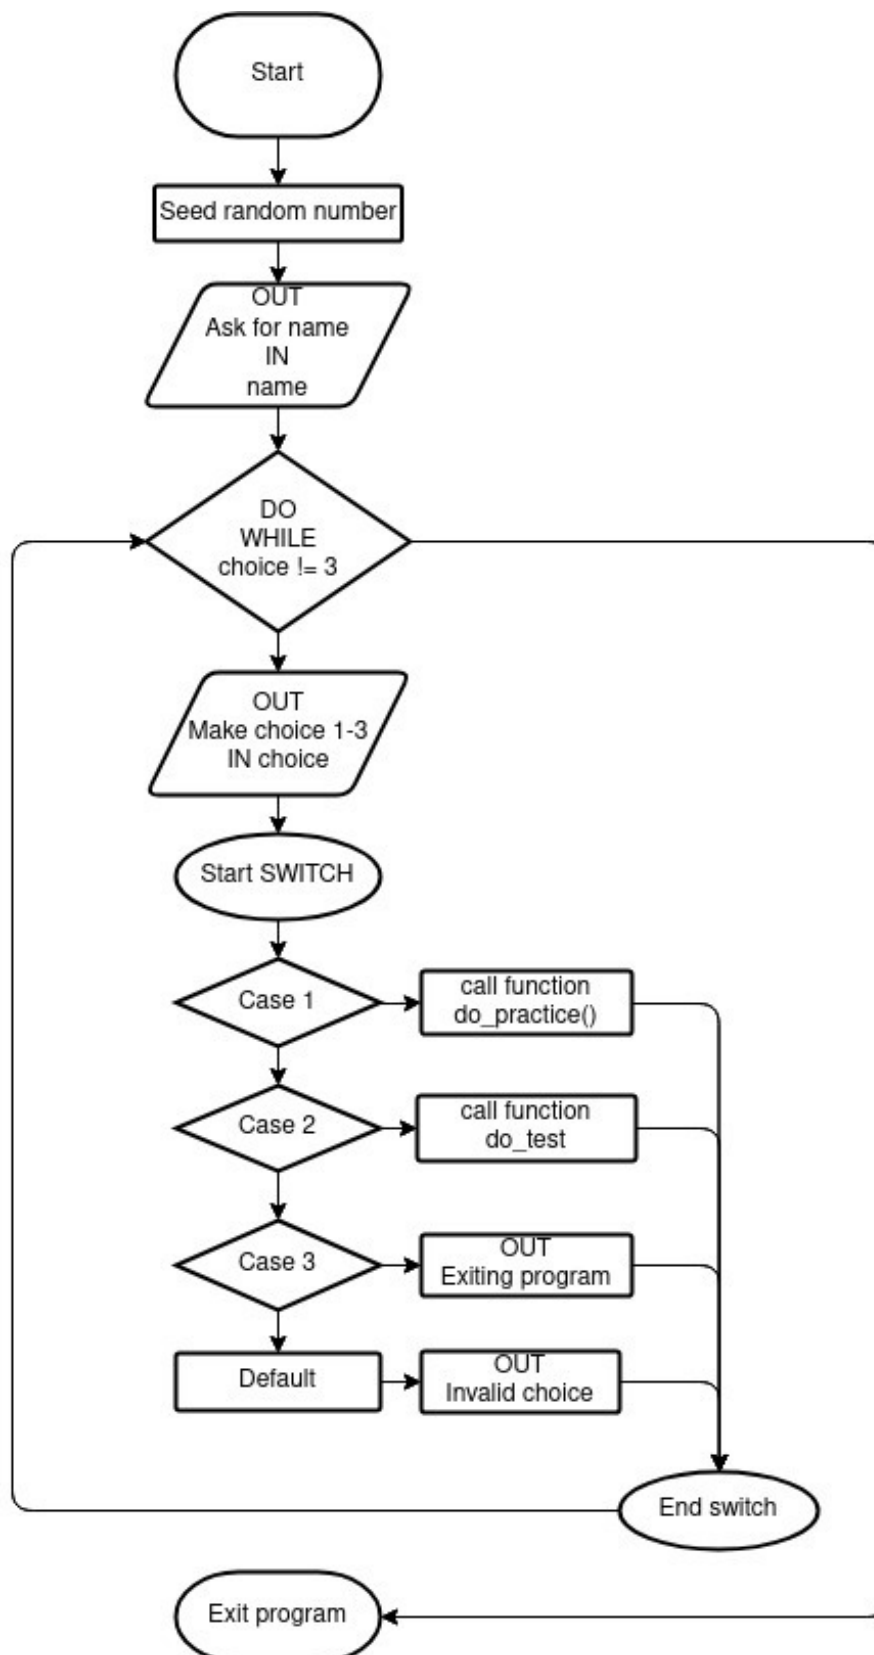 Start
Seed random number
OUT
Ask for name
IN
name
DO
WHILE
choice != 3
OUT
Make choice 1-3
IN choice
Start SWITCH
Case 1
call function
do_practice()
Case 2
call function
do_test
Case 3
OUT
Exiting program
Default
OUT
Invalid choice
End switch
Exit program